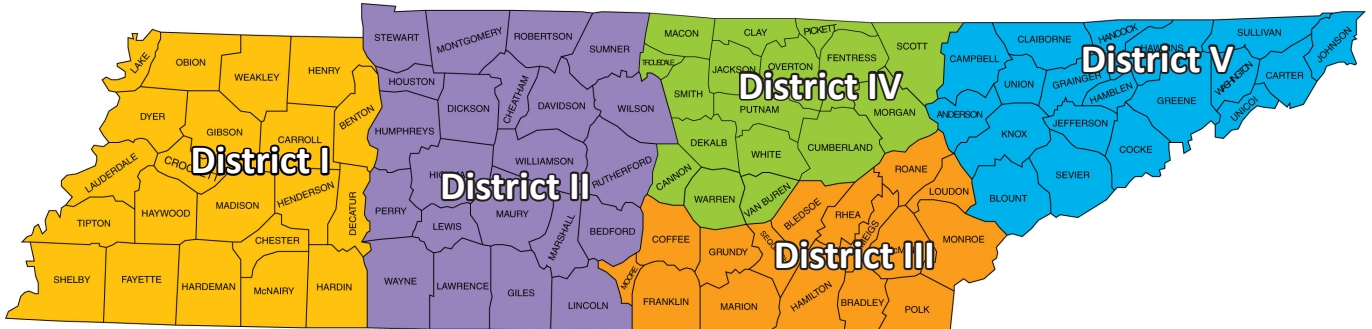 LAKE
OBION
WEAKLEY
HENRY
DYER
GIBSON
CARROLL
BENTON
LAUDERDALE
District I
TIPTON
HAYWOOD
MADISON
HENDERSON
DECATUR
CHESTER
SHELBY
FAYETTE
HARDEMAN
McNAIRY
HARDIN
STEWART
MONTGOMERY
ROBERTSON
SUMNER
HOUSTON
DICKSON
CHEATHAM
DAVIDSON
WILSON
HUMPHREYS
WILLIAMSON
RUTHERFORD
District II
PERRY
LEWIS
MAURY
MARSHALL
BEDFORD
WAYNE
LAWRENCE
GILES
LINCOLN
MACON
CLAY
PICKETT
SCOTT
TROUSDALE
JACKSON
OVERTON
FENTRESS
SMITH
District IV
PUTNAM
MORGAN
DEKALB
WHITE
CUMBERLAND
CANNON
WARREN
VAN BUREN
ROANE
LOUDON
BLEDSOE
RHEA
COFFEE
GRUNDY
MONROE
District III
MOORE
FRANKLIN
MARION
HAMILTON
BRADLEY
POLK
CAMPBELL
CLAIBORNE
HANCOCK
SULLIVAN
JOHNSON
District V
UNION
GRAINGER
HAMBLEN
GREENE
WASHINGTON
CARTER
UNICOI
ANDERSON
KNOX
JEFFERSON
COCKE
SEVIER
BLOUNT